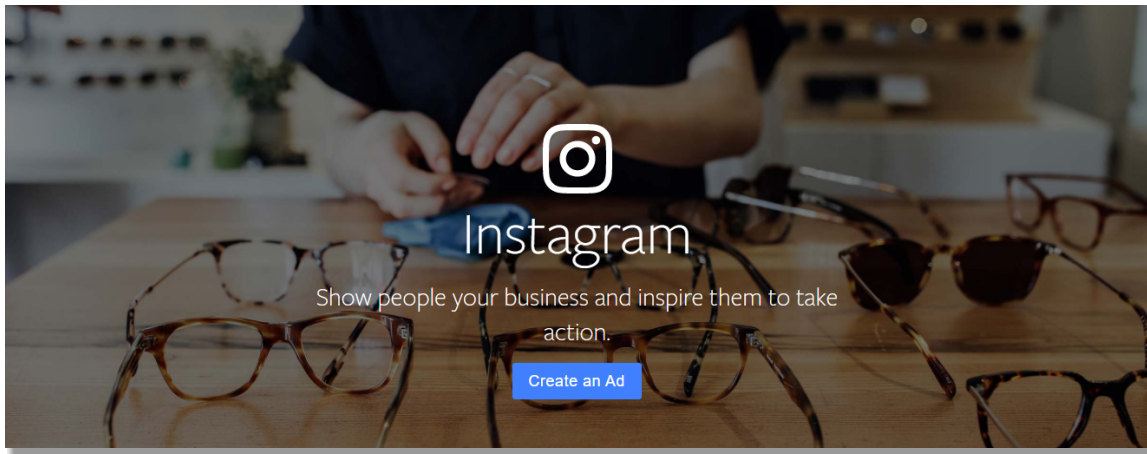 Instagram
Show people your business and inspire them to take
action.
Create an Ad